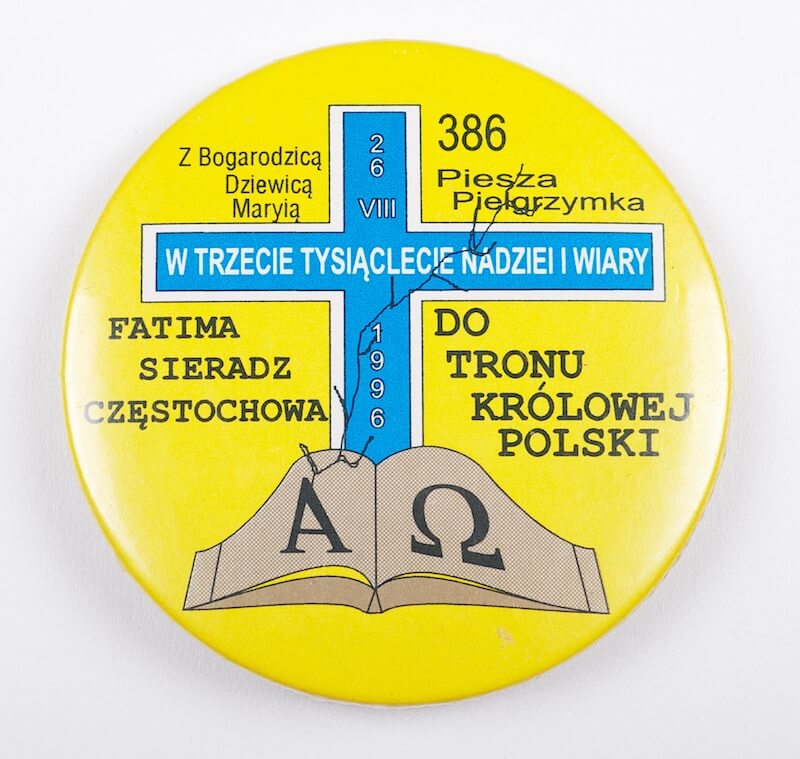 Z Bogarodzicą
Dziewicą
Maryią
386
Piesza
Pielgrzymka
26 VIII
W TRZECIE TYSIĄCLECIE NADZIEI I WIARY
1996
FATIMA
SIERADZ
CZĘSTOCHOWA
DO
TRONU
KRÓLOWEJ
POLSKI
Α Ω